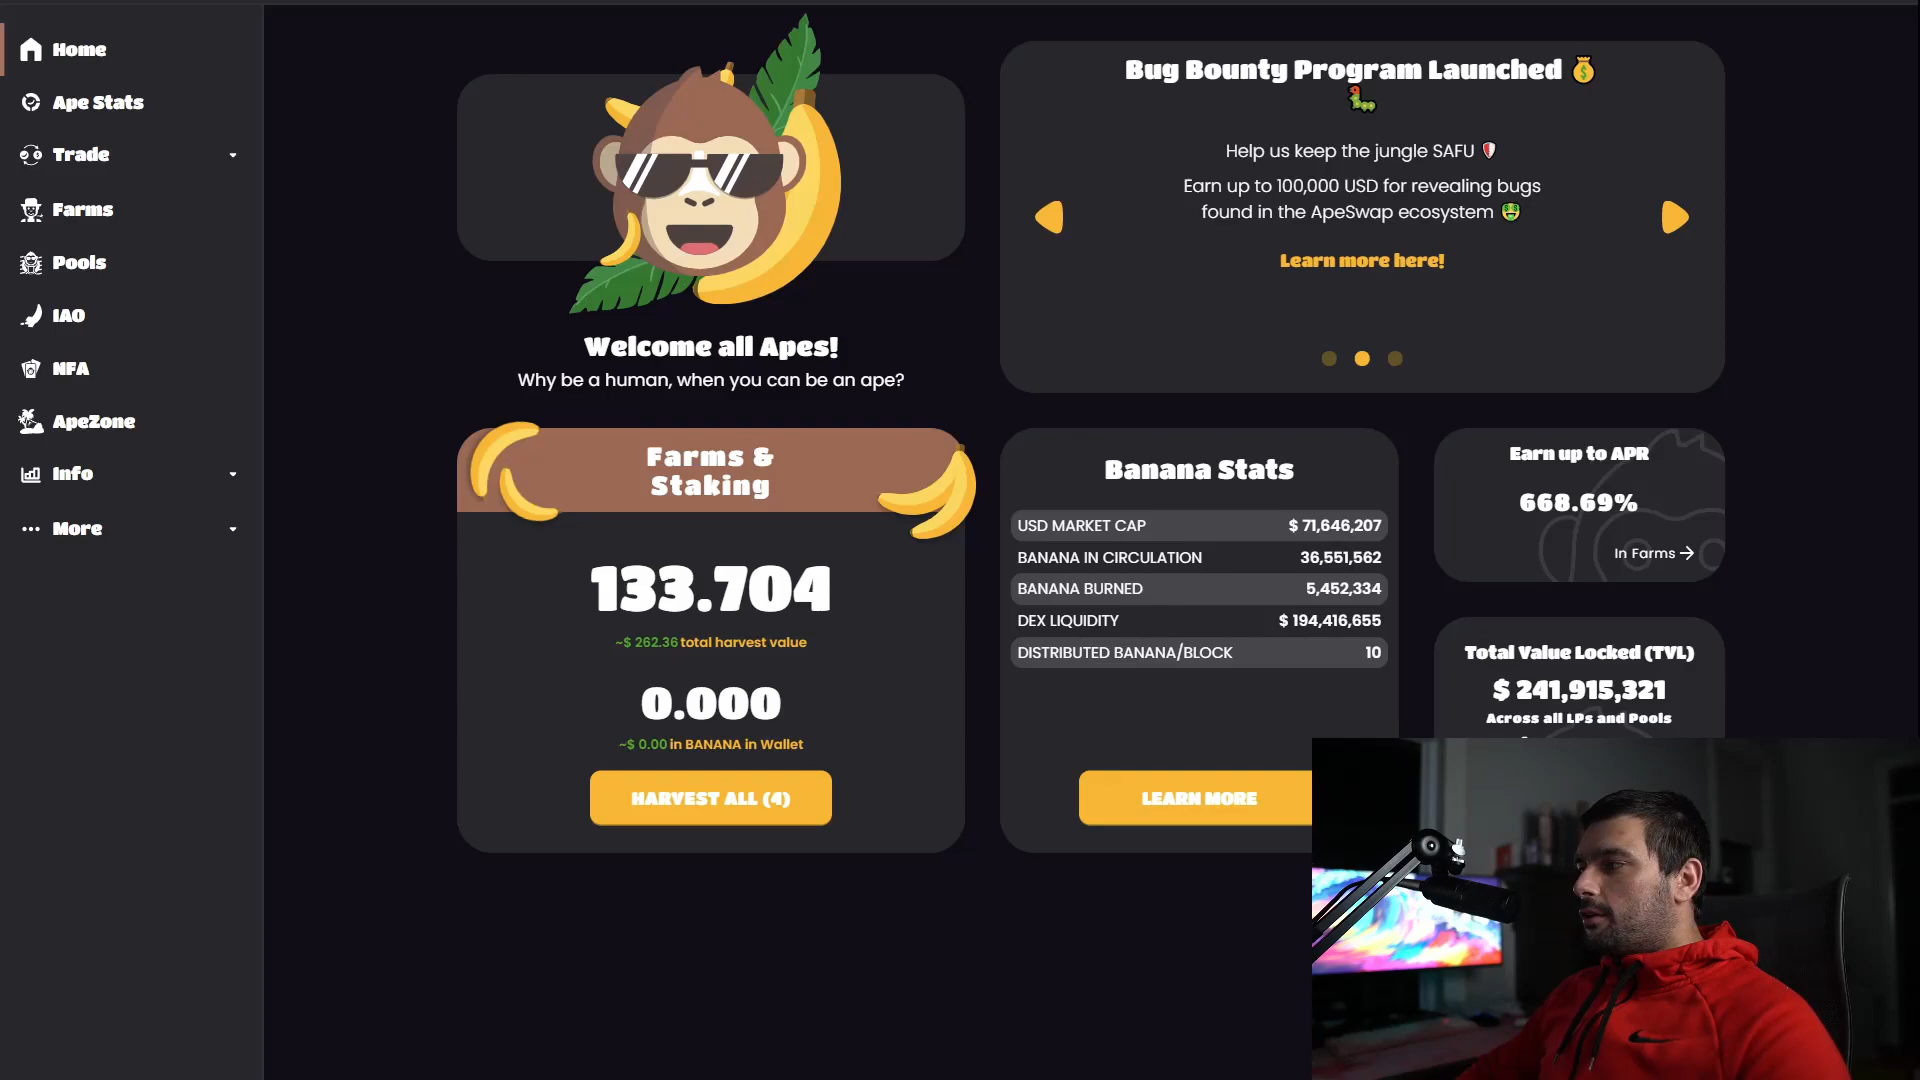 Home
Ape Stats
Trade
Farms
Pools
IAO
NFA
ApeZone
Info
More
Welcome all Apes!
Why be a human, when you can be an ape?
Bug Bounty Program Launched 💰
🐛
Help us keep the jungle SAFU 🛡
Earn up to 100,000 USD for revealing bugs
found in the ApeSwap ecosystem 🤑
Learn more here!
Farms &
Staking
133.704
~$ 262.36 total harvest value
0.000
~$ 0.00 in BANANA in Wallet
HARVEST ALL (4)
Banana Stats
USD MARKET CAP $ 71,646,207
BANANA IN CIRCULATION 36,551,562
BANANA BURNED 5,452,334
DEX LIQUIDITY $ 194,416,655
DISTRIBUTED BANANA/BLOCK 10
LEARN MORE
Earn up to APR
668.69%
In Farms →
Total Value Locked (TVL)
$ 241,915,321
Across all LPs and Pools